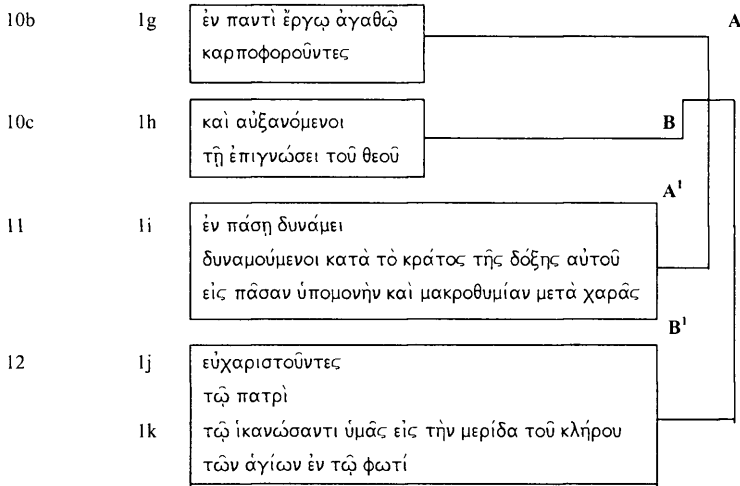 10b 1g ἐν παντὶ ἔργῳ ἀγαθῷ A
καρποφοροῦντες
10c 1h καὶ αὐξανόμενοι B
τῇ ἐπιγνώσει τοῦ θεοῦ
A¹
11 1i ἐν πάσῃ δυνάμει
δυναμούμενοι κατὰ τὸ κράτος τῆς δόξης αὐτοῦ
εἰς πᾶσαν ὑπομονὴν καὶ μακροθυμίαν μετὰ χαρᾶς
B¹
12 1j εὐχαριστοῦντες
τῷ πατρὶ
1k τῷ ἱκανώσαντι ὑμᾶς εἰς τὴν μερίδα τοῦ κλήρου
τῶν ἁγίων ἐν τῷ φωτί